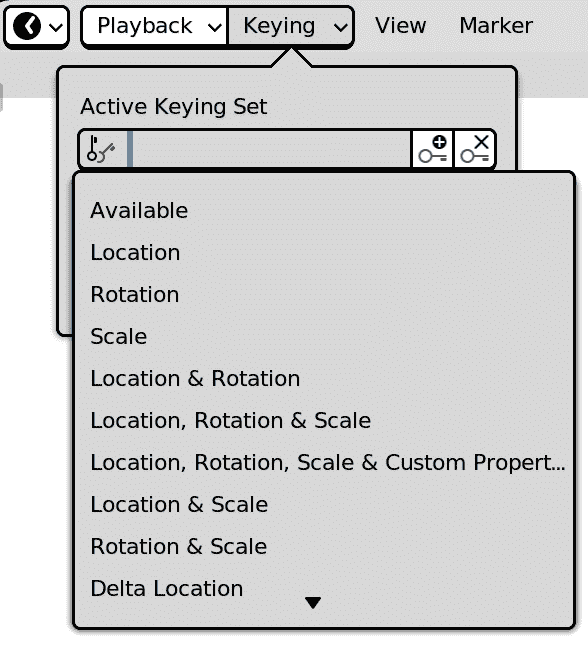 Playback Keying View Marker
Active Keying Set
Available
Location
Rotation
Scale
Location & Rotation
Location, Rotation & Scale
Location, Rotation, Scale & Custom Propert...
Location & Scale
Rotation & Scale
Delta Location